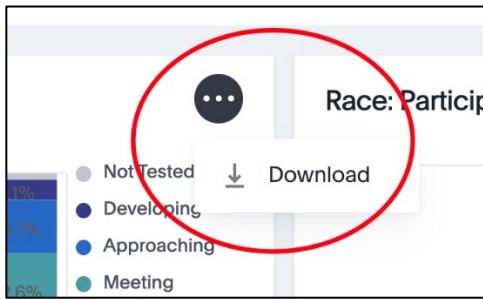 Race: Particip
Not Tested
Download
Developing
Approaching
Meeting